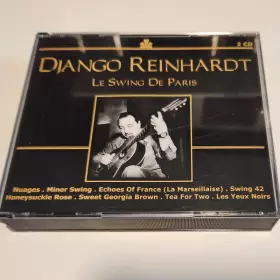 2 CD
DJANGO REINHARDT
LE SWING DE PARIS
Nuages . Minor Swing . Echoes Of France (La Marseillaise) . Swing 42
Honeysuckle Rose . Sweet Georgia Brown . Tea For Two . Les Yeux Noirs